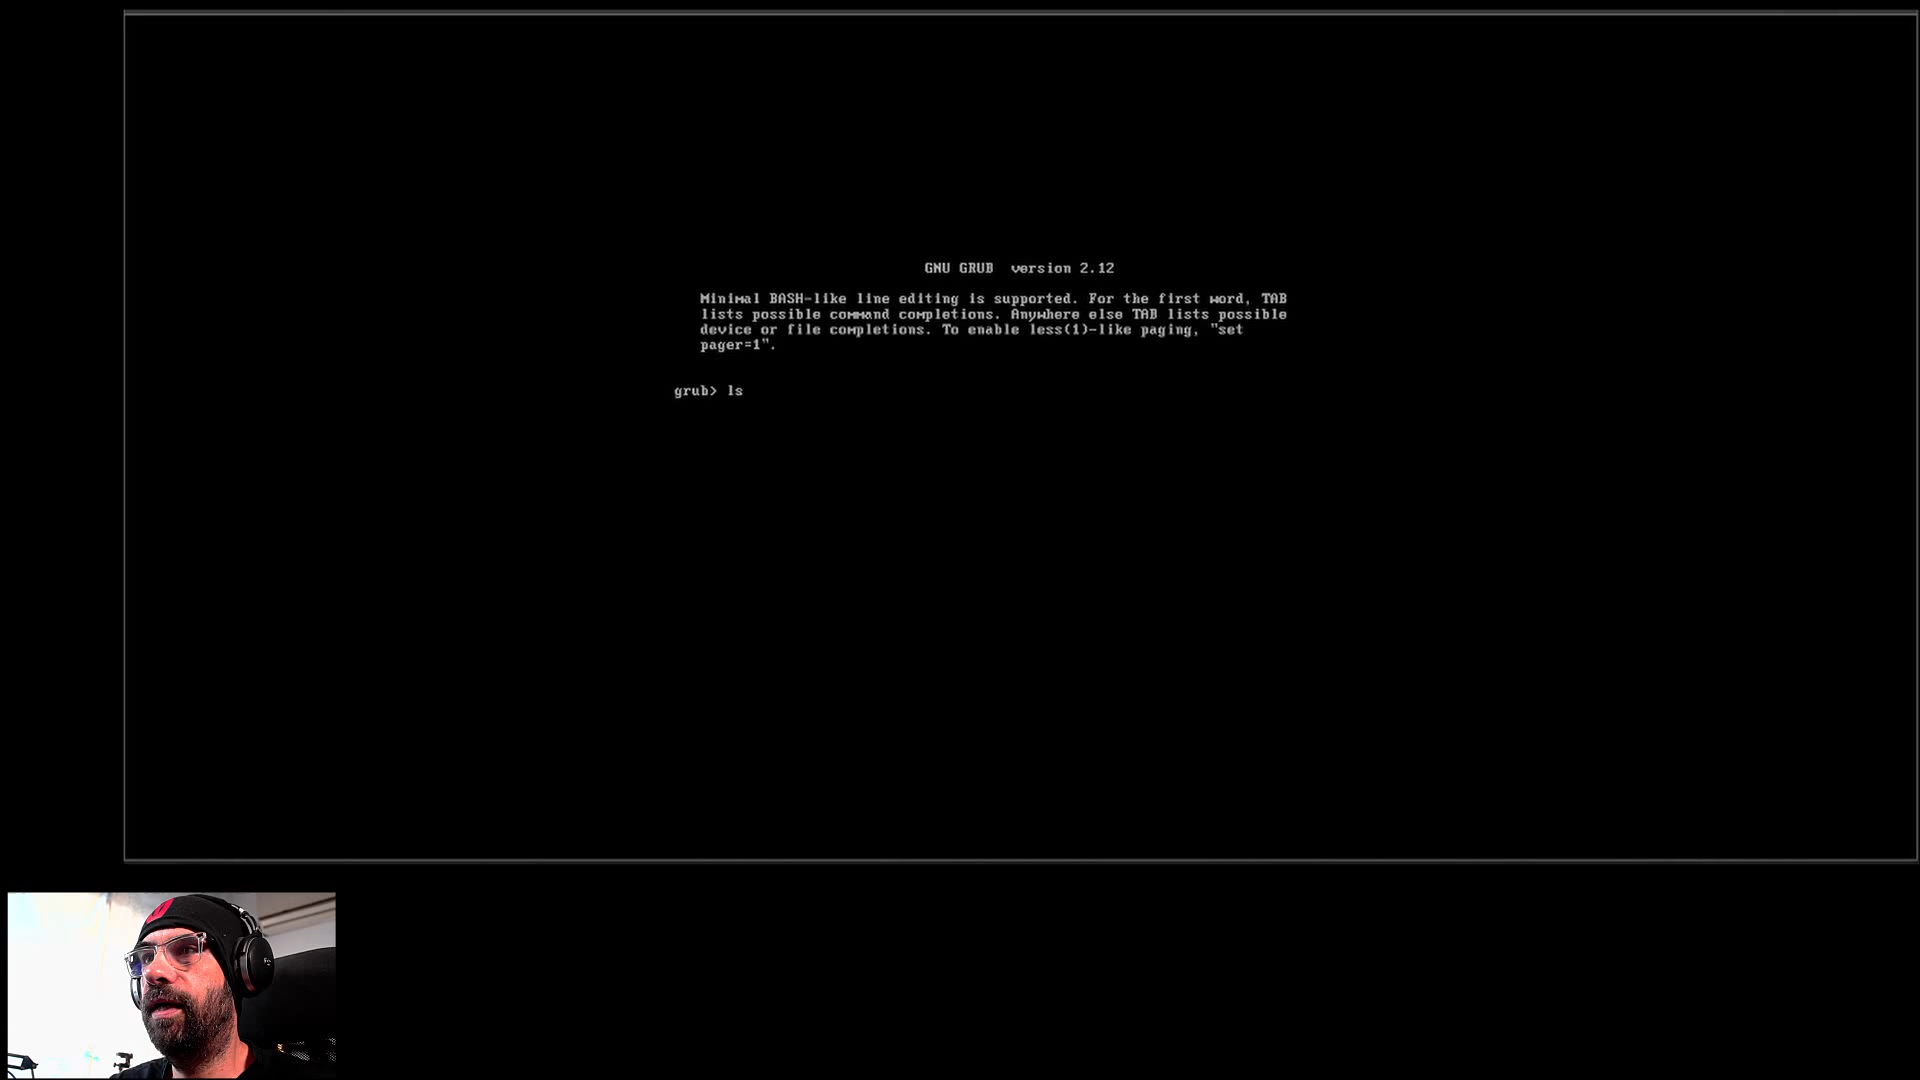 GNU GRUB  version 2.12
Minimal BASH-like line editing is supported. For the first word, TAB
lists possible command completions. Anywhere else TAB lists possible
device or file completions. To enable less(1)-like paging, "set
pager=1".
grub> ls